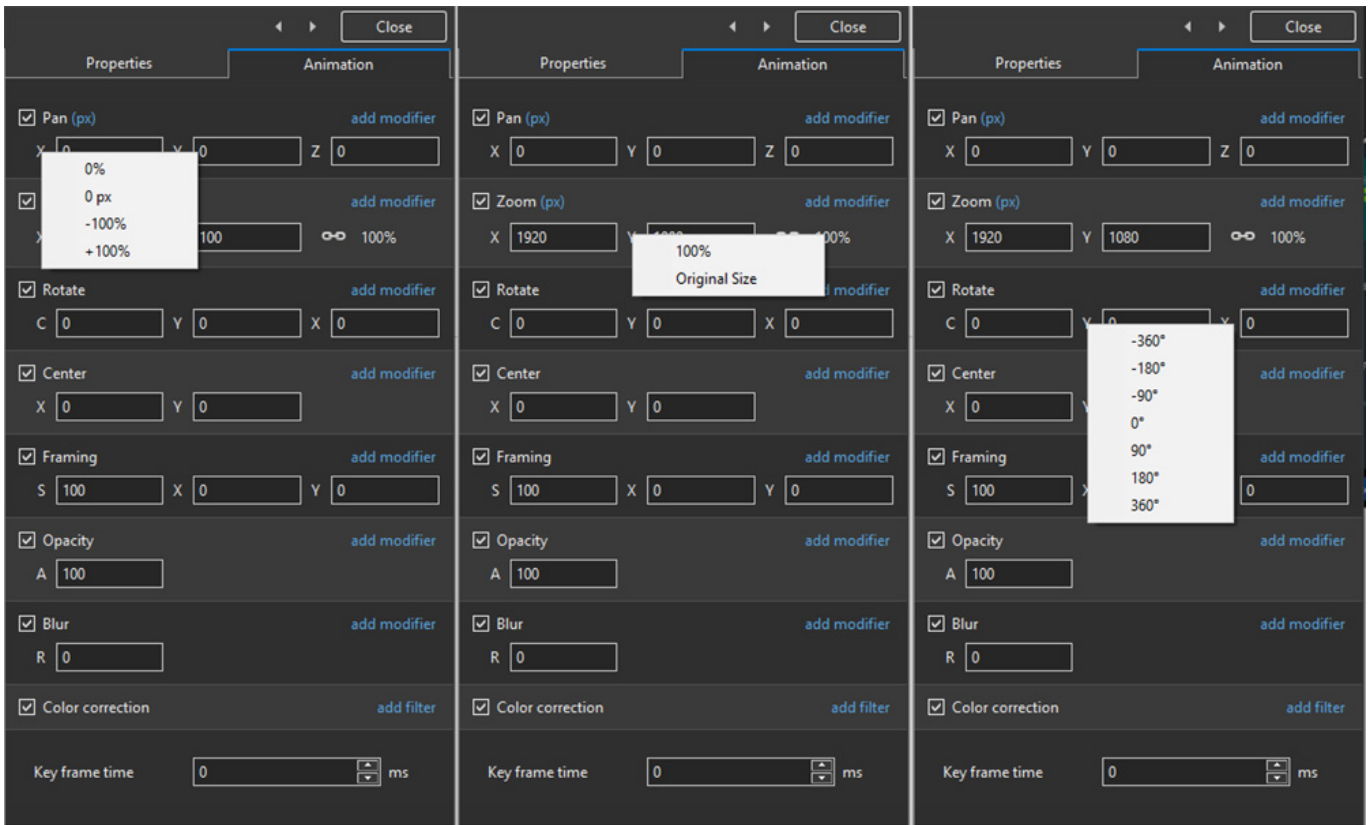 Close
Properties Animation
Pan (px) add modifier
X 0 Y 0 Z 0
0%
0 px
-100%
+100%
add modifier
X 100 100%
Rotate add modifier
C 0 Y 0 X 0
Center add modifier
X 0 Y 0
Framing add modifier
S 100 X 0 Y 0
Opacity add modifier
A 100
Blur add modifier
R 0
Color correction add filter
Key frame time 0 ms
Close
Properties Animation
Pan (px) add modifier
X 0 Y 0 Z 0
Zoom (px) add modifier
X 1920 Y 100%
100%
Original Size
Rotate modifier
C 0 Y 0 X 0
Center add modifier
X 0 Y 0
Framing add modifier
S 100 X 0 Y 0
Opacity add modifier
A 100
Blur add modifier
R 0
Color correction add filter
Key frame time 0 ms
Close
Properties Animation
Pan (px) add modifier
X 0 Y 0 Z 0
Zoom (px) add modifier
X 1920 Y 1080 100%
Rotate add modifier
C 0 Y 0 X 0
-360°
-180°
-90°
0°
90°
180°
360°
Center add modifier
X 0
Framing add modifier
S 100 X 0
Opacity add modifier
A 100
Blur add modifier
R 0
Color correction add filter
Key frame time 0 ms